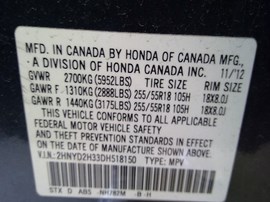 MFD. IN CANADA BY HONDA OF CANADA MFG.,
A DIVISION OF HONDA CANADA INC. 11/'12
GVWR 2700KG(5952LBS) TIRE SIZE RIM SIZE
GAWR F 1310KG(2888LBS) 255/55R18 105H 18X8.0J
GAWR R 1440KG(3175LBS) 255/55R18 105H 18X8.0J
THIS VEHICLE CONFORMS TO ALL APPLICABLE
FEDERAL MOTOR VEHICLE SAFETY AND
THEFT PREVENTION STANDARDS IN EFFECT ON
THE DATE OF MANUFACTURE SHOWN ABOVE.
V.I.N.: 2HNYD2H33DH518150 TYPE: MPV
STX D ABS NH782M -B-H